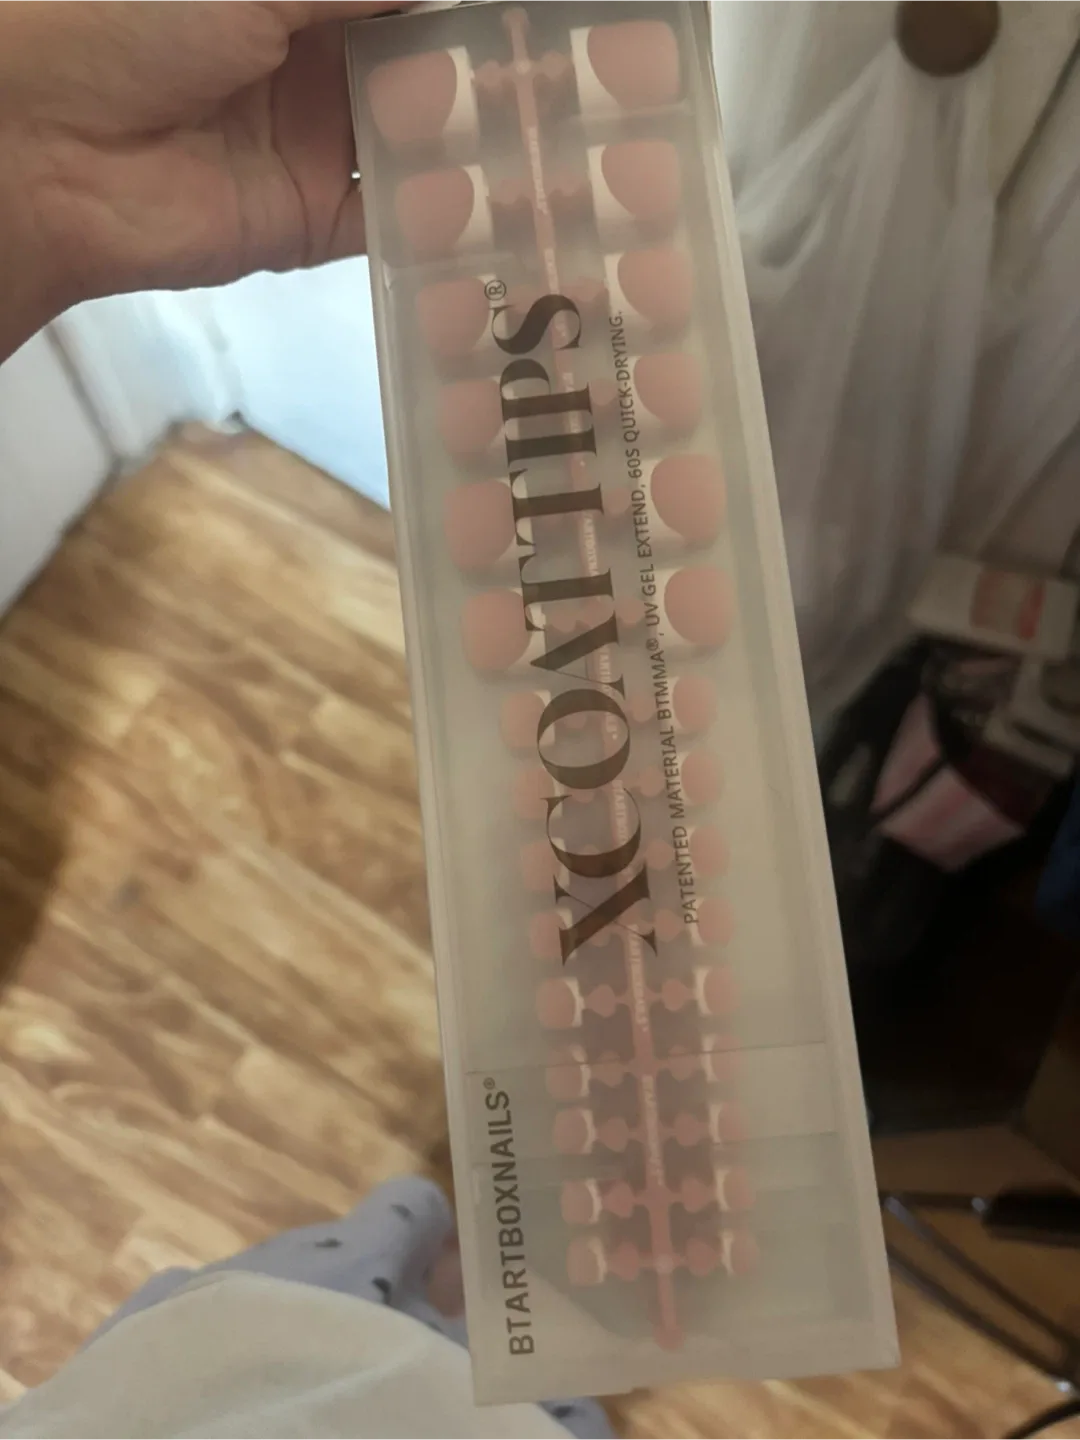 XCOATTIPS®
PATENTED MATERIAL BTMMA®, UV GEL EXTEND, 60S QUICK-DRYING.
BTARTBOXNAILS®